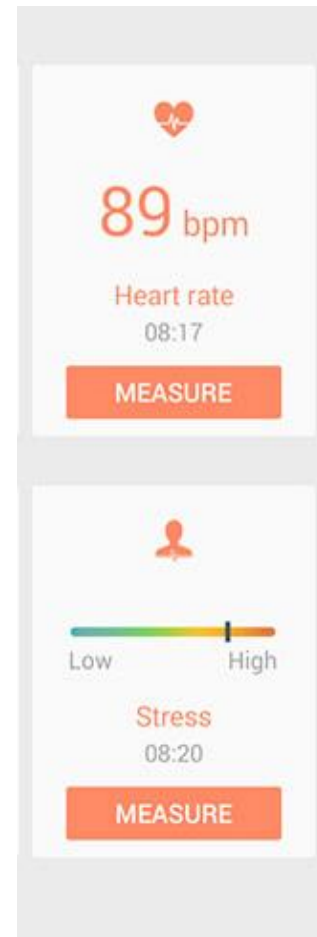 89 bpm
Heart rate
08:17
MEASURE
Low High
Stress
08:20
MEASURE